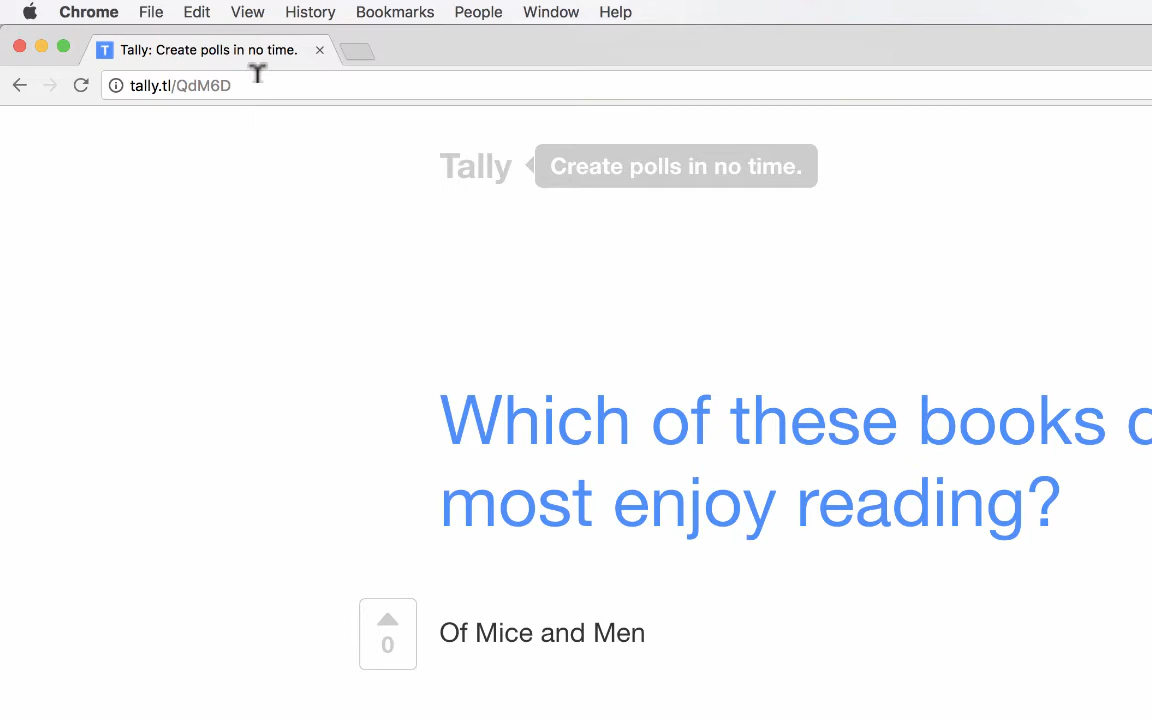 Chrome File Edit View History Bookmarks People Window Help
T Tally: Create polls in no time.
tally.tl/QdM6D
Tally Create polls in no time.
Which of these books
most enjoy reading?
0 Of Mice and Men